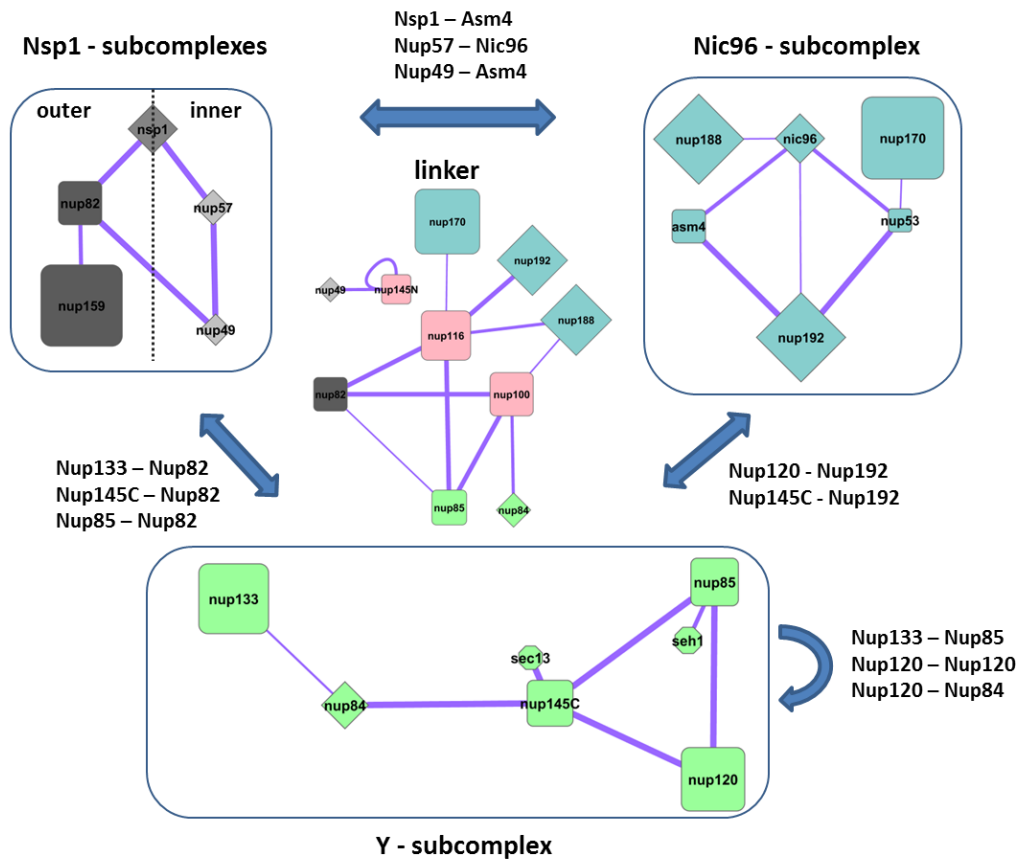 Nsp1 – Asm4
Nup57 – Nic96
Nup49 – Asm4
Nsp1 - subcomplexes
Nic96 - subcomplex
outer
inner
nsp1
nup82
nup57
nup159
nup49
linker
nup170
nup192
nup49
nup145N
nup188
nup116
nup82
nup100
nup85
nup84
nup188
nic96
nup170
asm4
nup53
nup192
Nup133 – Nup82
Nup145C – Nup82
Nup85 – Nup82
Nup120 - Nup192
Nup145C - Nup192
nup133
nup85
seh1
sec13
nup84
nup145C
nup120
Nup133 – Nup85
Nup120 – Nup120
Nup120 – Nup84
Y - subcomplex